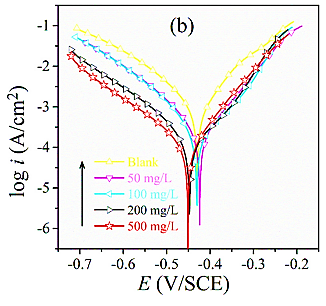 (b)
-1
-2
-3
-4
-5
-6
log i (A/cm²)
Blank
50 mg/L
100 mg/L
200 mg/L
500 mg/L
-0.7 -0.6 -0.5 -0.4 -0.3 -0.2
E (V/SCE)